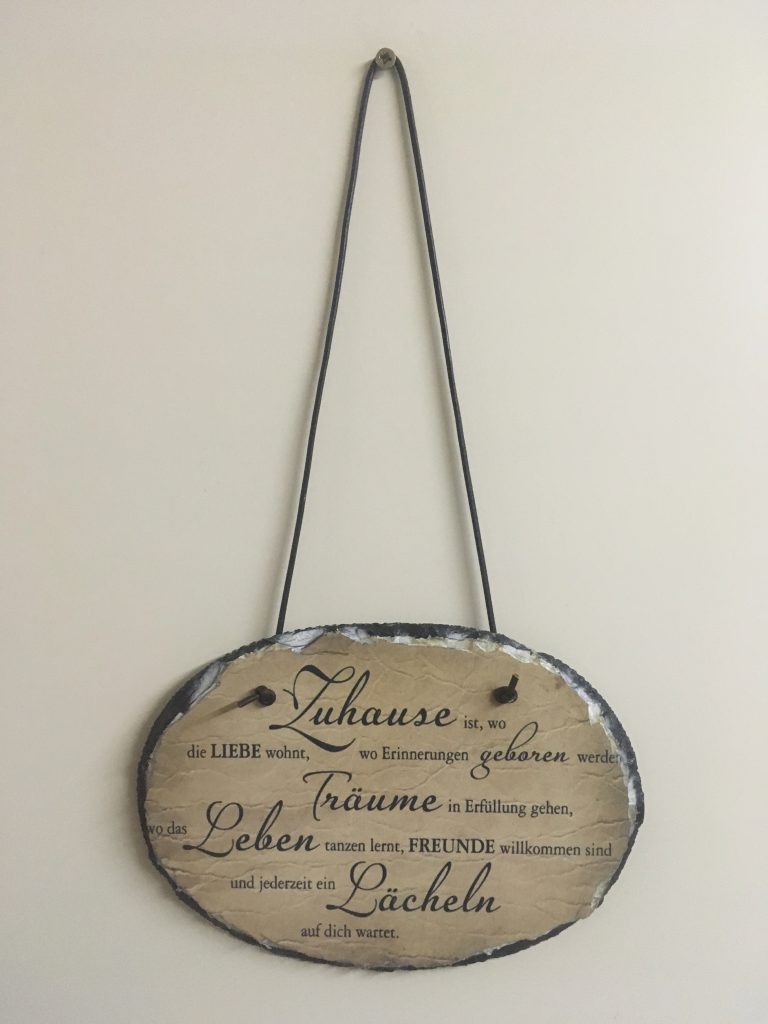 Zuhause ist, wo
die LIEBE wohnt, wo Erinnerungen geboren werden
Träume in Erfüllung gehen,
wo das Leben tanzen lernt, FREUNDE willkommen sind
und jederzeit ein Lächeln
auf dich wartet.